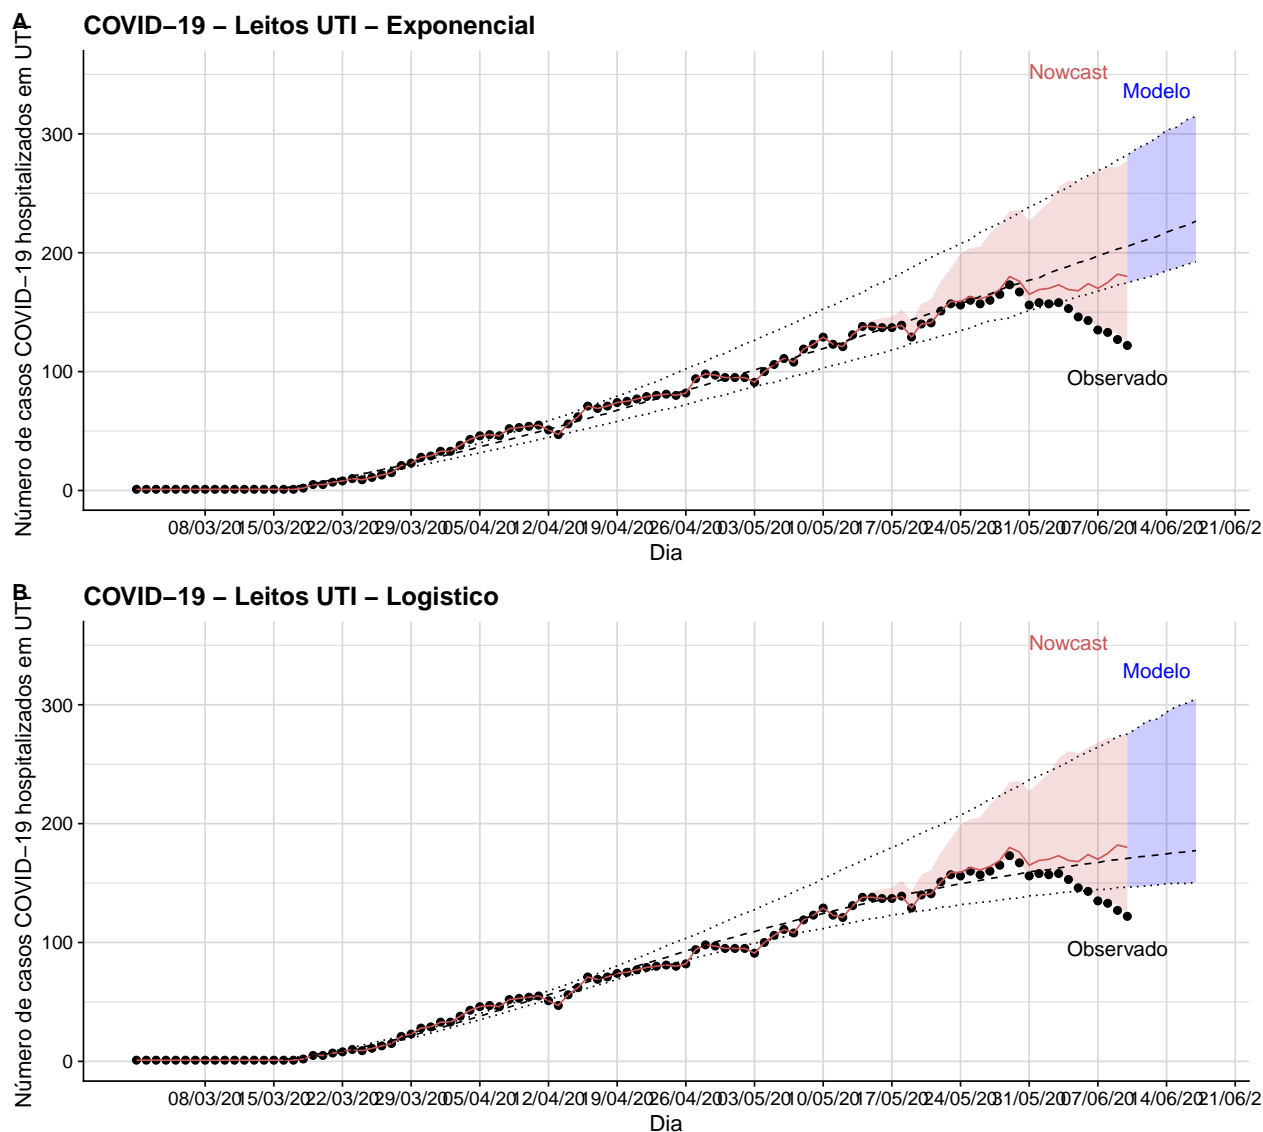 A
COVID−19 − Leitos UTI − Exponencial
Número de casos COVID−19 hospitalizados em UTI
300
200
100
0
Nowcast
Modelo
Observado
08/03/20 15/03/20 22/03/20 29/03/20 05/04/20 12/04/20 19/04/20 26/04/20 03/05/20 10/05/20 17/05/20 24/05/20 31/05/20 07/06/20 14/06/20 21/06/2
Dia
B
COVID−19 − Leitos UTI − Logistico
Número de casos COVID−19 hospitalizados em UTI
300
200
100
0
Nowcast
Modelo
Observado
08/03/20 15/03/20 22/03/20 29/03/20 05/04/20 12/04/20 19/04/20 26/04/20 03/05/20 10/05/20 17/05/20 24/05/20 31/05/20 07/06/20 14/06/20 21/06/2
Dia